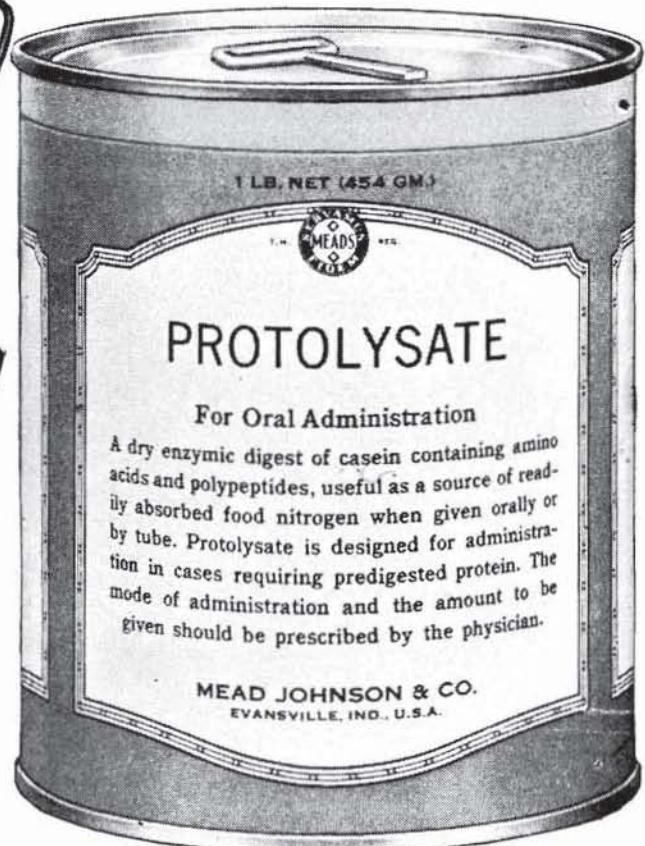 1 LB. NET (454 GM.)
T.M. MEADS REG.
PROTOLYSATE
For Oral Administration
A dry enzymic digest of casein containing amino
acids and polypeptides, useful as a source of read-
ily absorbed food nitrogen when given orally or
by tube. Protolysate is designed for administra-
tion in cases requiring predigested protein. The
mode of administration and the amount to be
given should be prescribed by the physician.
MEAD JOHNSON & CO.
EVANSVILLE, IND., U.S.A.